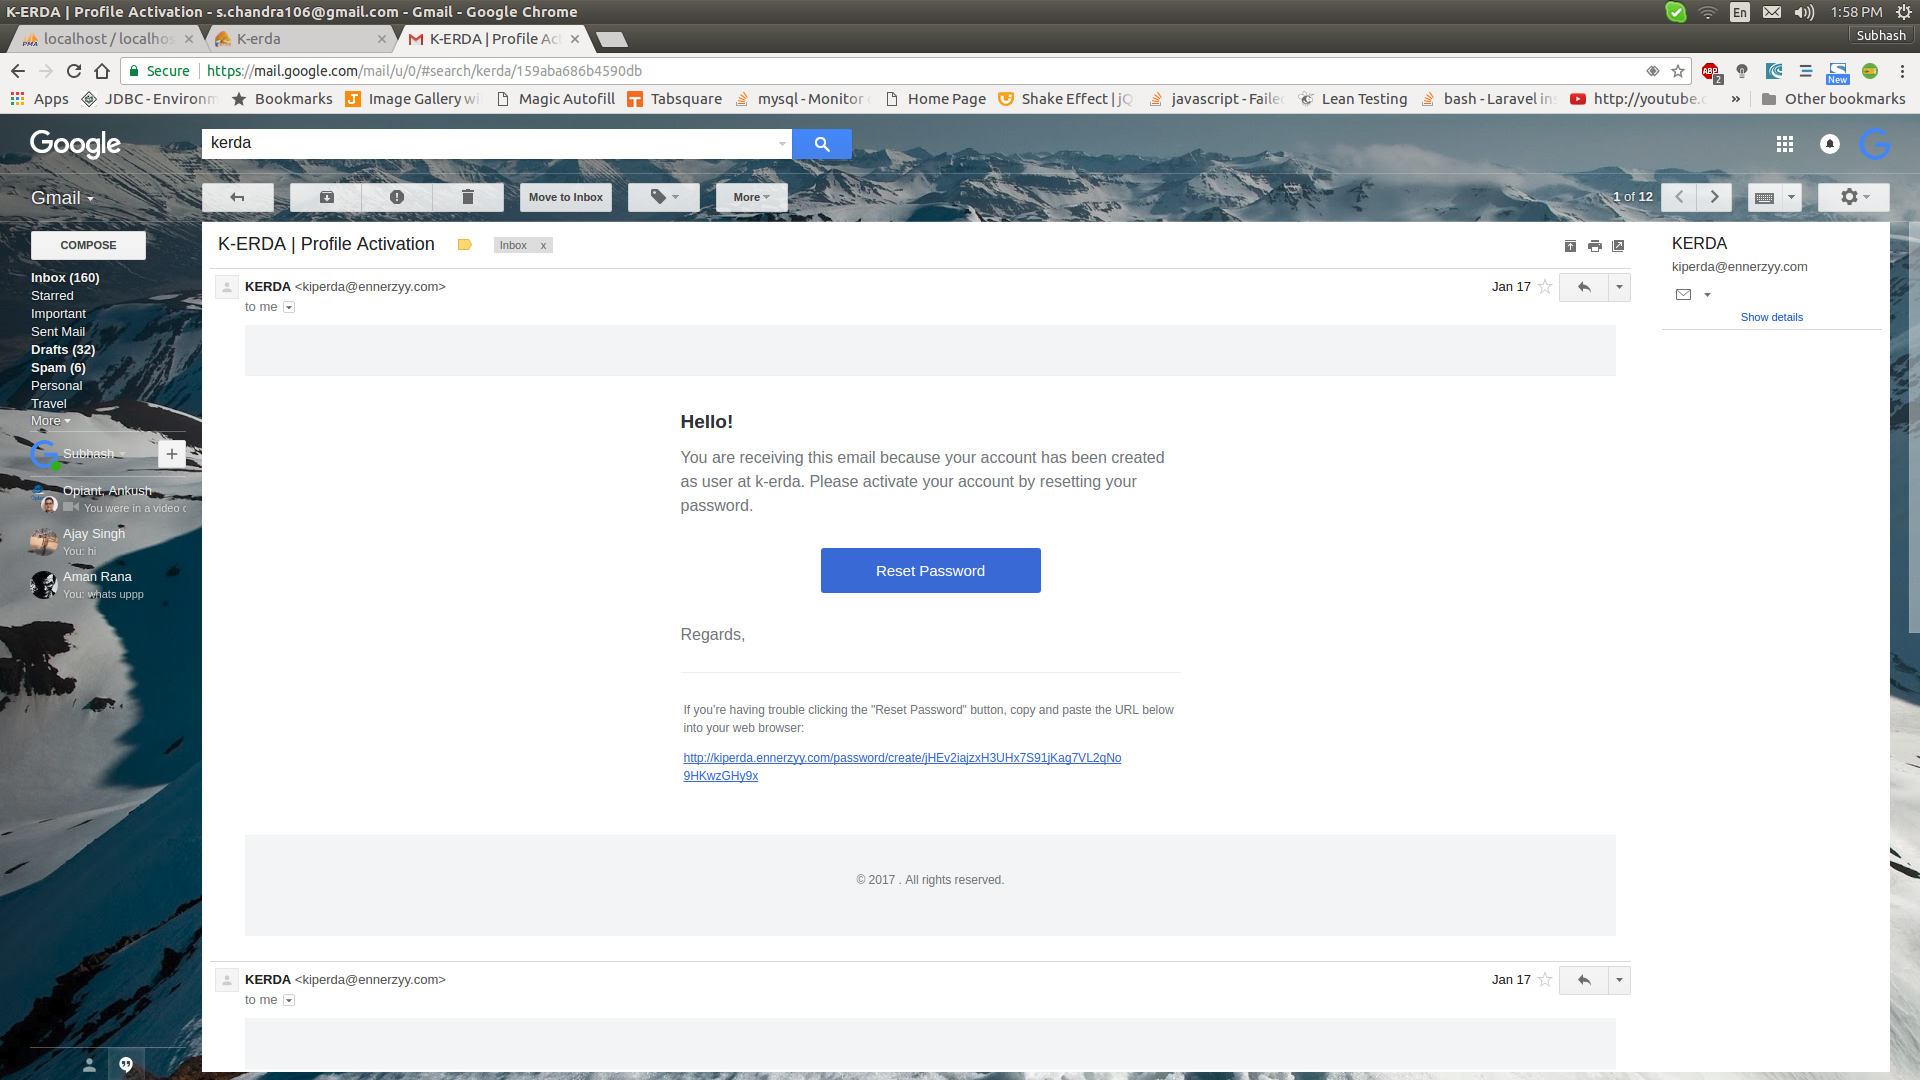 K-ERDA | Profile Activation - s.chandra106@gmail.com - Gmail - Google Chrome
En
1:58 PM
localhost / localhos
K-erda
K-ERDA | Profile Ac
Subhash
Secure
https://mail.google.com/mail/u/0/#search/kerda/159aba686b4590db
ABP
2
New
Apps
JDBC - Environm
Bookmarks
Image Gallery wi
Magic Autofill
Tabsquare
mysql - Monitor
Home Page
Shake Effect | jQ
javascript - Failed
Lean Testing
bash - Laravel ins
http://youtube.c
»
Other bookmarks
Google
kerda
Gmail
Move to Inbox
More
1 of 12
COMPOSE
Inbox (160)
Starred
Important
Sent Mail
Drafts (32)
Spam (6)
Personal
Travel
More
Subhash
Opiant, Ankush
You were in a video c
Ajay Singh
You: hi
Aman Rana
You: whats uppp
K-ERDA | Profile Activation
Inbox x
KERDA <kiperda@ennerzyy.com>
Jan 17
to me
Hello!
You are receiving this email because your account has been created
as user at k-erda. Please activate your account by resetting your
password.
Reset Password
Regards,
If you're having trouble clicking the "Reset Password" button, copy and paste the URL below
into your web browser:
http://kiperda.ennerzyy.com/password/create/jHEv2iajzxH3UHx7S91jKag7VL2qNo
9HKwzGHy9x
© 2017 . All rights reserved.
KERDA <kiperda@ennerzyy.com>
Jan 17
to me
KERDA
kiperda@ennerzyy.com
Show details